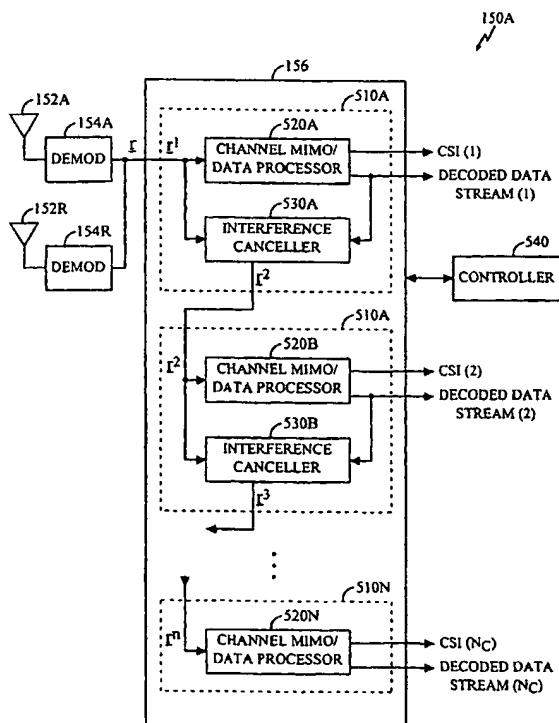 150A
156
152A
154A
DEMOD
r
r1
510A
520A
CHANNEL MIMO/
DATA PROCESSOR
CSI (1)
DECODED DATA
STREAM (1)
152R
154R
DEMOD
530A
INTERFERENCE
CANCELLER
r2
540
CONTROLLER
510A
r2
520B
CHANNEL MIMO/
DATA PROCESSOR
CSI (2)
DECODED DATA
STREAM (2)
530B
INTERFERENCE
CANCELLER
r3
510N
rn
520N
CHANNEL MIMO/
DATA PROCESSOR
CSI (NC)
DECODED DATA
STREAM (NC)